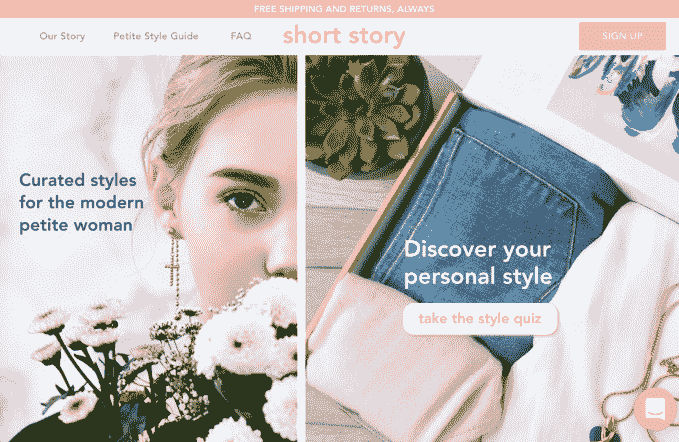 FREE SHIPPING AND RETURNS, ALWAYS
Our Story Petite Style Guide FAQ short story SIGN UP
Curated styles
for the modern
petite woman
Discover your
personal style
take the style quiz